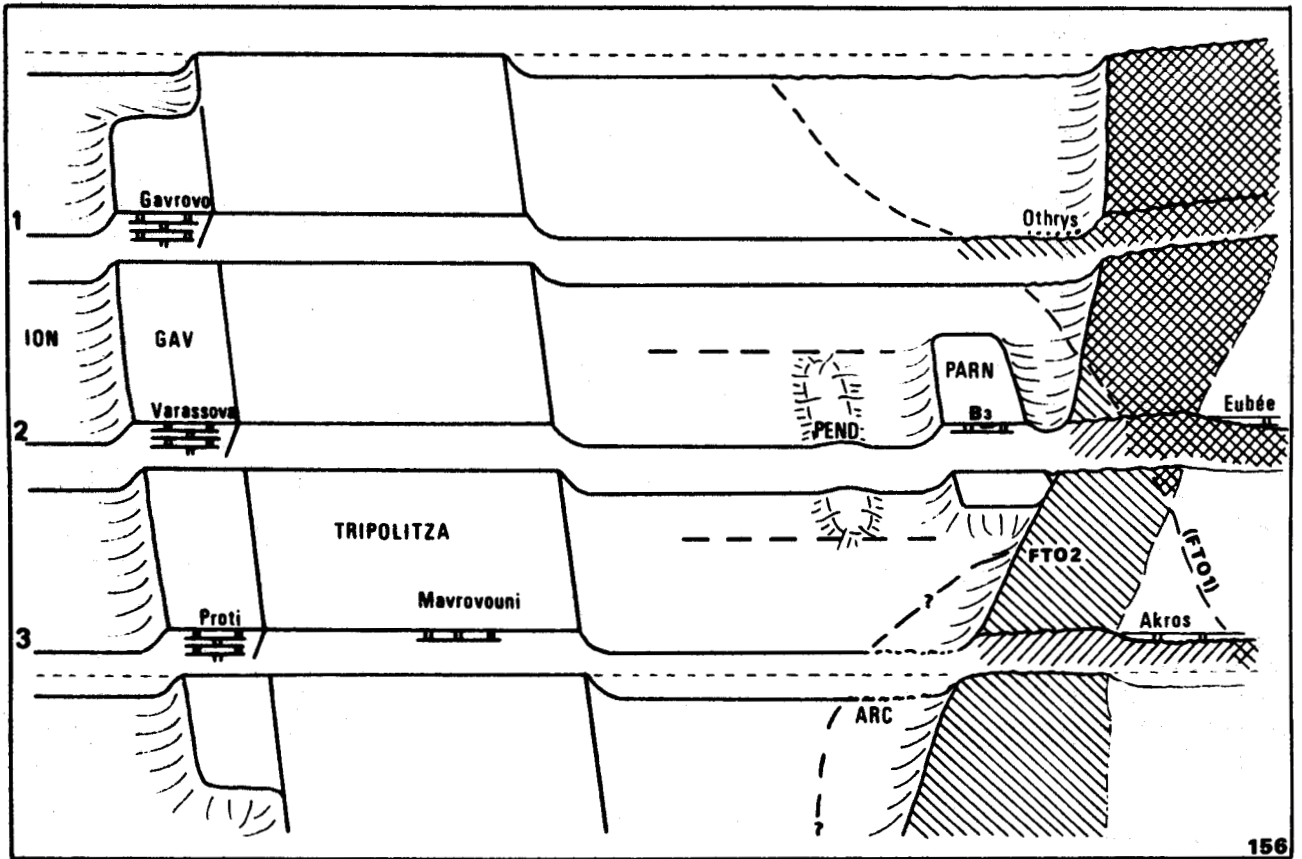 Gavrovo
1
Othrys
ION
GAV
PARN
Varassova
B3
Eubée
2
PEND
TRIPOLITZA
FTO2
(FTO1)
Proti
Mavrovouni
?
Akros
3
ARC
?
156